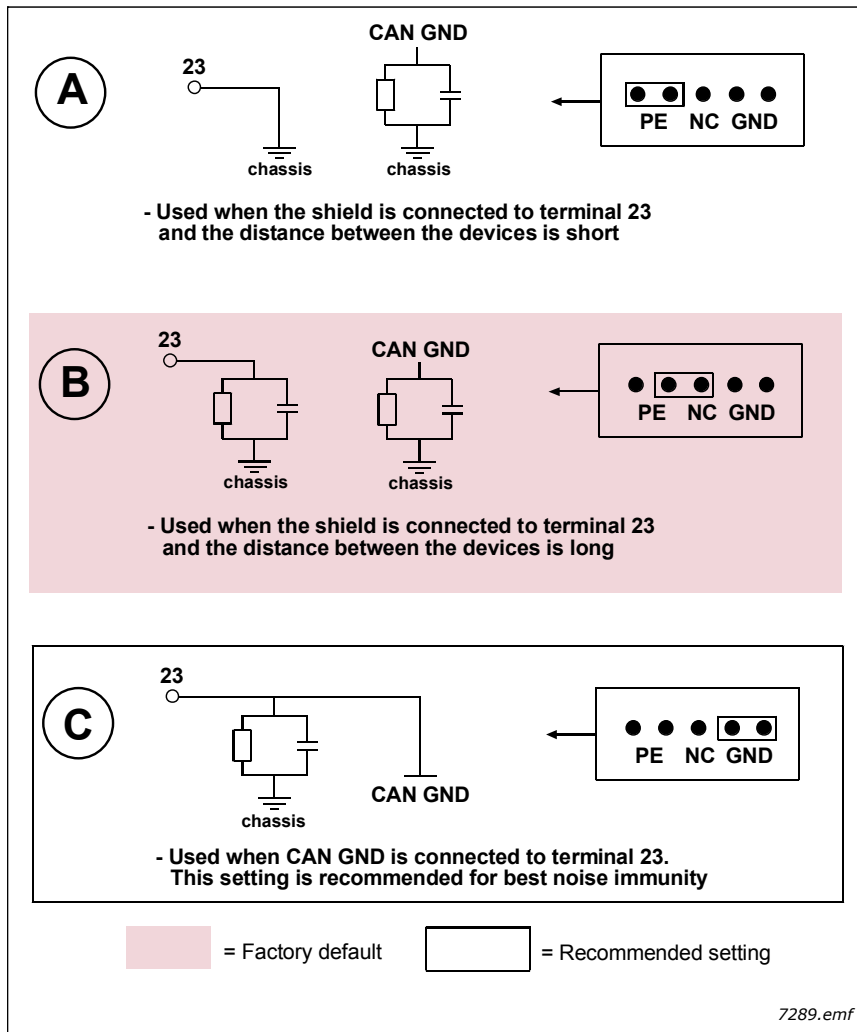 A
23
chassis
CAN GND
chassis
PE NC GND
- Used when the shield is connected to terminal 23
and the distance between the devices is short
B
23
chassis
CAN GND
chassis
PE NC GND
- Used when the shield is connected to terminal 23
and the distance between the devices is long
C
23
chassis
CAN GND
PE NC GND
- Used when CAN GND is connected to terminal 23.
This setting is recommended for best noise immunity
= Factory default
= Recommended setting
7289.emf